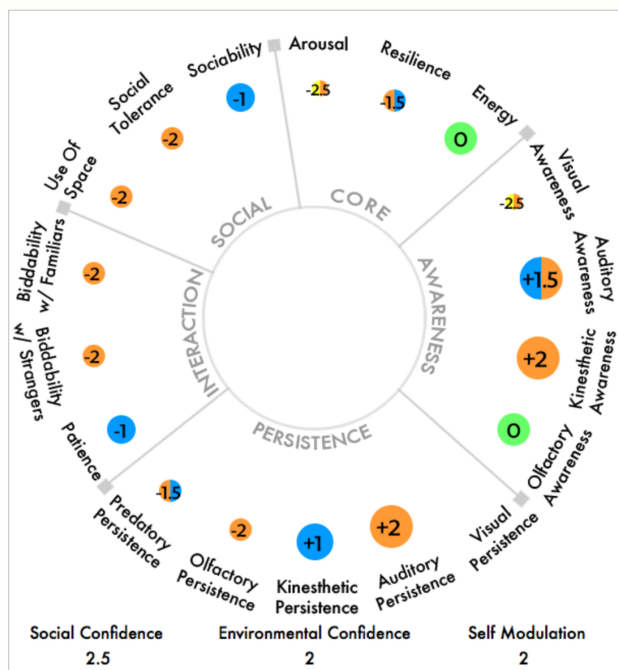 Arousal
-2.5
Resilience
-1.5
Energy
0
Visual
Awareness
-2.5
Auditory
Awareness
+1.5
Kinesthetic
Awareness
+2
Olfactory
Awareness
0
Visual
Persistence
Auditory
Persistence
+2
Kinesthetic
Persistence
+1
Olfactory
Persistence
-2
Predatory
Persistence
-1.5
Patience
-1
Biddability
w/ Strangers
-2
Biddability
w/ Familiars
-2
Use Of
Space
-2
Social
Tolerance
-2
Sociability
-1
CORE
AWARENESS
PERSISTENCE
INTERACTION
SOCIAL
Social Confidence
2.5
Environmental Confidence
2
Self Modulation
2